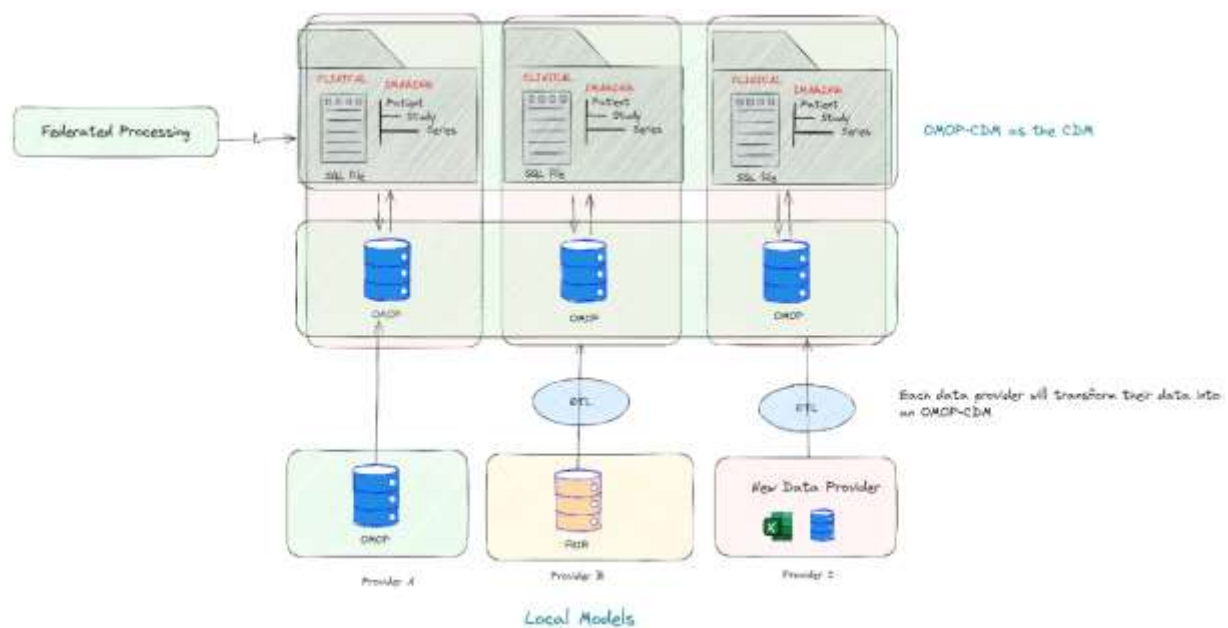 CLINICAL
IMAGING
Patient
Study
Series
SQL File
CLINICAL
IMAGING
Patient
Study
Series
SQL File
CLINICAL
IMAGING
Patient
Study
Series
SQL File
Federated Processing
OMOP-CDM as the CDM
OMOP
OMOP
OMOP
ETL
ETL
Each data provider will transform their data into
an OMOP-CDM
OMOP
New Data Provider
Provider A
Provider B
Provider C
Local Models